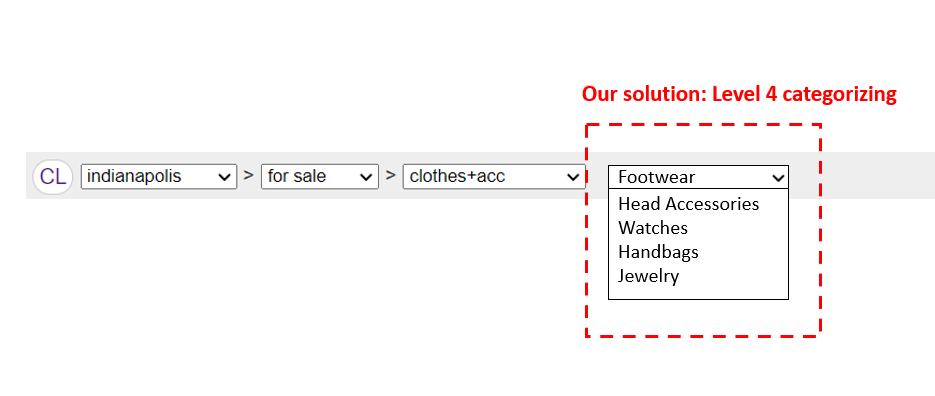 Our solution: Level 4 categorizing
CL indianapolis > for sale > clothes+acc Footwear
Head Accessories
Watches
Handbags
Jewelry